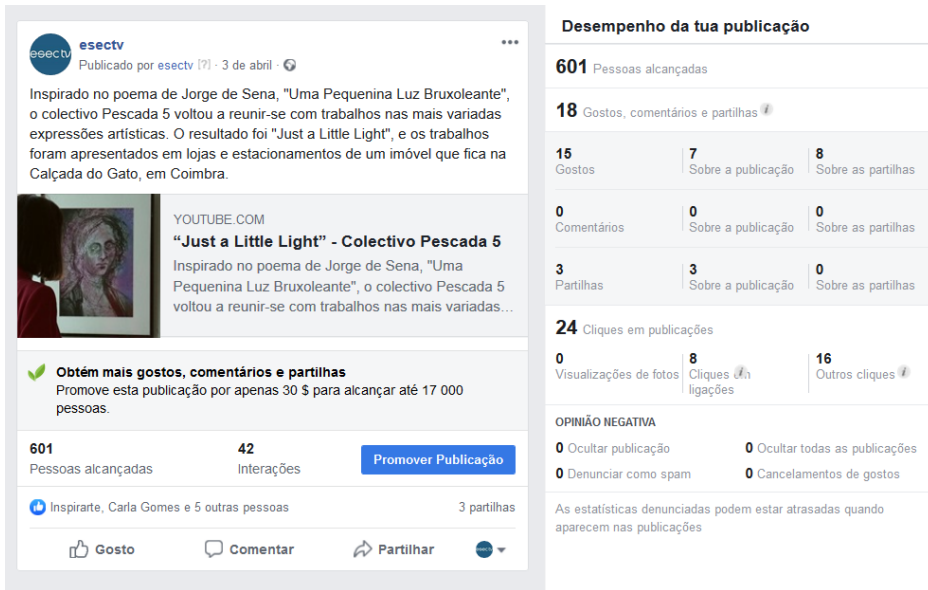 esectv
esectv
Publicado por esectv [?] · 3 de abril ·
Inspirado no poema de Jorge de Sena, "Uma Pequenina Luz Bruxoleante",
o colectivo Pescada 5 voltou a reunir-se com trabalhos nas mais variadas
expressões artísticas. O resultado foi "Just a Little Light", e os trabalhos
foram apresentados em lojas e estacionamentos de um imóvel que fica na
Calçada do Gato, em Coimbra.
YOUTUBE.COM
“Just a Little Light” - Colectivo Pescada 5
Inspirado no poema de Jorge de Sena, "Uma
Pequenina Luz Bruxoleante", o colectivo Pescada 5
voltou a reunir-se com trabalhos nas mais variadas…
Obtém mais gostos, comentários e partilhas
Promove esta publicação por apenas 30 $ para alcançar até 17 000
pessoas.
601 42
Pessoas alcançadas Interações
Promover Publicação
Inspirarte, Carla Gomes e 5 outras pessoas 3 partilhas
Gosto Comentar Partilhar esectv
Desempenho da tua publicação
601 Pessoas alcançadas
18 Gostos, comentários e partilhas i
15 7 8
Gostos Sobre a publicação Sobre as partilhas
0 0 0
Comentários Sobre a publicação Sobre as partilhas
3 3 0
Partilhas Sobre a publicação Sobre as partilhas
24 Cliques em publicações
0 8 16
Visualizações de fotos Cliques em Outros cliques i
ligações
OPINIÃO NEGATIVA
0 Ocultar publicação 0 Ocultar todas as publicações
0 Denunciar como spam 0 Cancelamentos de gostos
As estatísticas denunciadas podem estar atrasadas quando
aparecem nas publicações